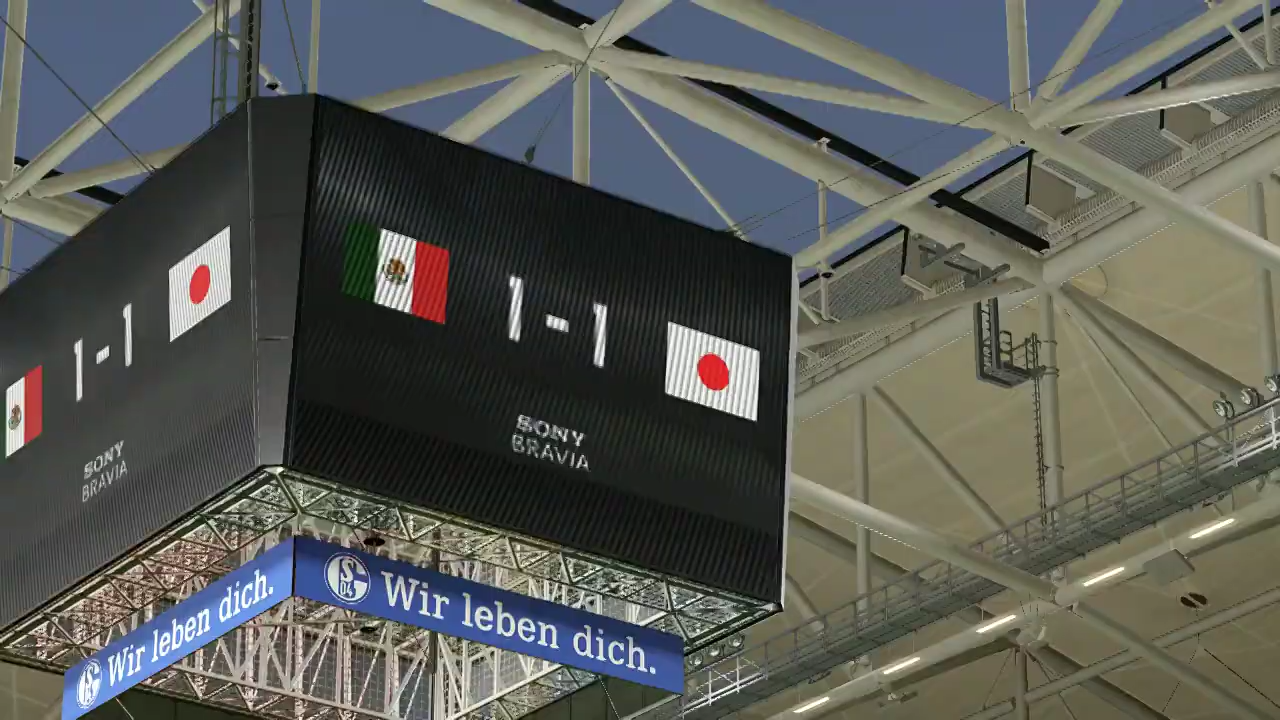 1-1
SONY
BRAVIA
1-1
SONY
BRAVIA
S04 Wir leben dich.
S04 Wir leben dich.